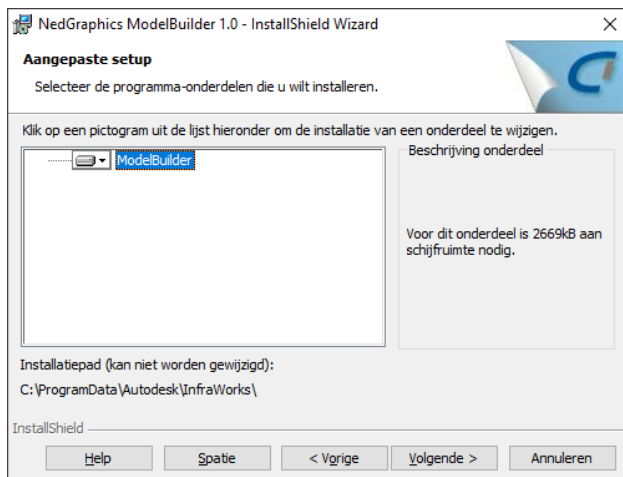 NedGraphics ModelBuilder 1.0 - InstallShield Wizard
Aangepaste setup
Selecteer de programma-onderdelen die u wilt installeren.
Klik op een pictogram uit de lijst hieronder om de installatie van een onderdeel te wijzigen.
ModelBuilder
Beschrijving onderdeel
Voor dit onderdeel is 2669kB aan
schijfruimte nodig.
Installatiepad (kan niet worden gewijzigd):
C:\ProgramData\Autodesk\InfraWorks\
InstallShield
Help
Spatie
< Vorige
Volgende >
Annuleren